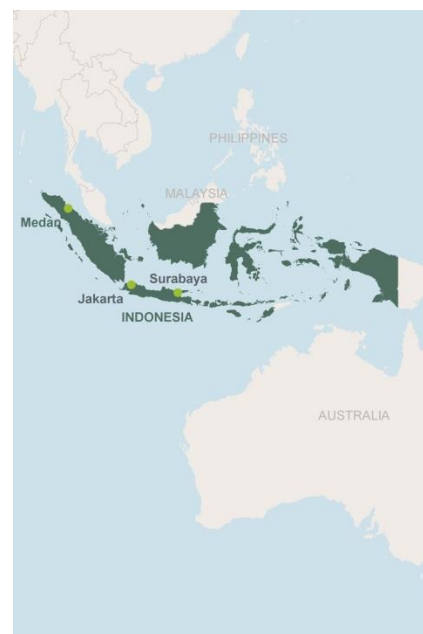 PHILIPPINES
MALAYSIA
Medan
Surabaya
Jakarta
INDONESIA
AUSTRALIA